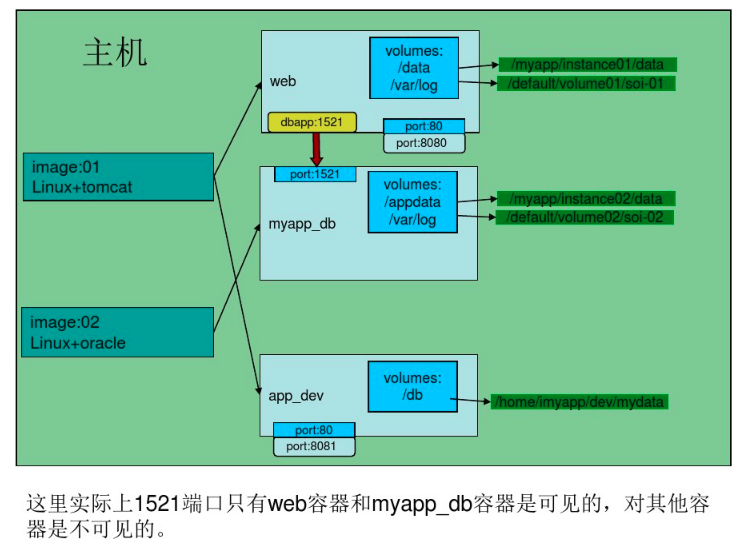 主机
volumes:
/data
/var/log
/myapp/instance01/data
/default/volume01/soi-01
web
dbapp:1521
port:80
port:8080
image:01
Linux+tomcat
port:1521
volumes:
/appdata
/var/log
/myapp/instance02/data
/default/volume02/soi-02
myapp_db
image:02
Linux+oracle
volumes:
/db
app_dev
/home/imyapp/dev/mydata
port:80
port:8081
这里实际上1521端口只有web容器和myapp_db容器是可见的，对其他容
器是不可见的。